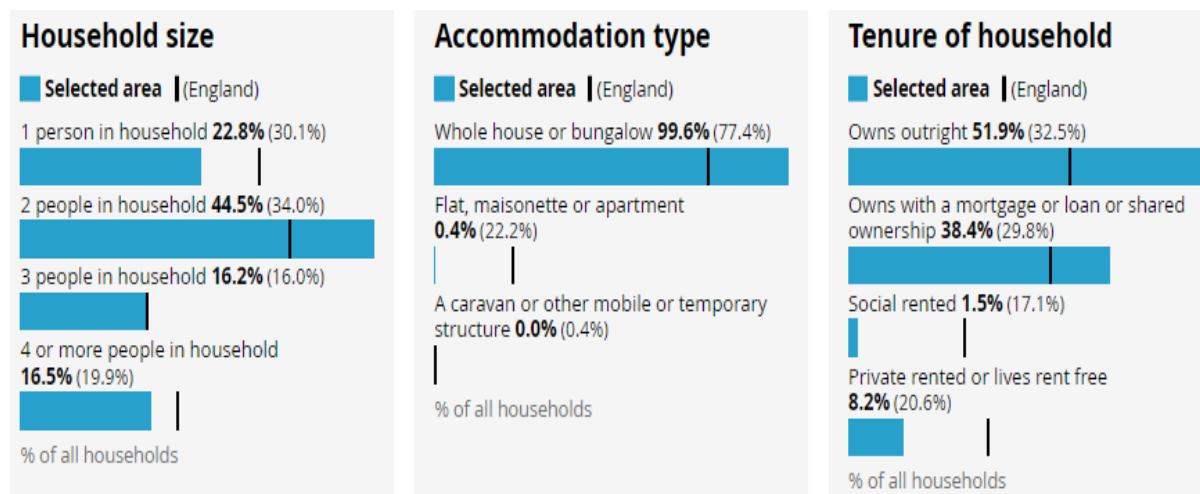 Household size
Selected area (England)
1 person in household 22.8% (30.1%)
2 people in household 44.5% (34.0%)
3 people in household 16.2% (16.0%)
4 or more people in household
16.5% (19.9%)
% of all households
Accommodation type
Selected area (England)
Whole house or bungalow 99.6% (77.4%)
Flat, maisonette or apartment
0.4% (22.2%)
A caravan or other mobile or temporary
structure 0.0% (0.4%)
% of all households
Tenure of household
Selected area (England)
Owns outright 51.9% (32.5%)
Owns with a mortgage or loan or shared
ownership 38.4% (29.8%)
Social rented 1.5% (17.1%)
Private rented or lives rent free
8.2% (20.6%)
% of all households